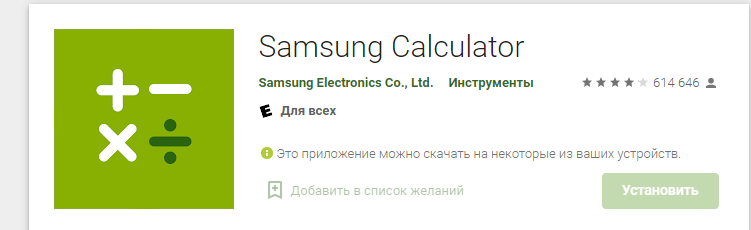 Samsung Calculator
Samsung Electronics Co., Ltd. Инструменты 614 646
E Для всех
Это приложение можно скачать на некоторые из ваших устройств.
Добавить в список желаний Установить